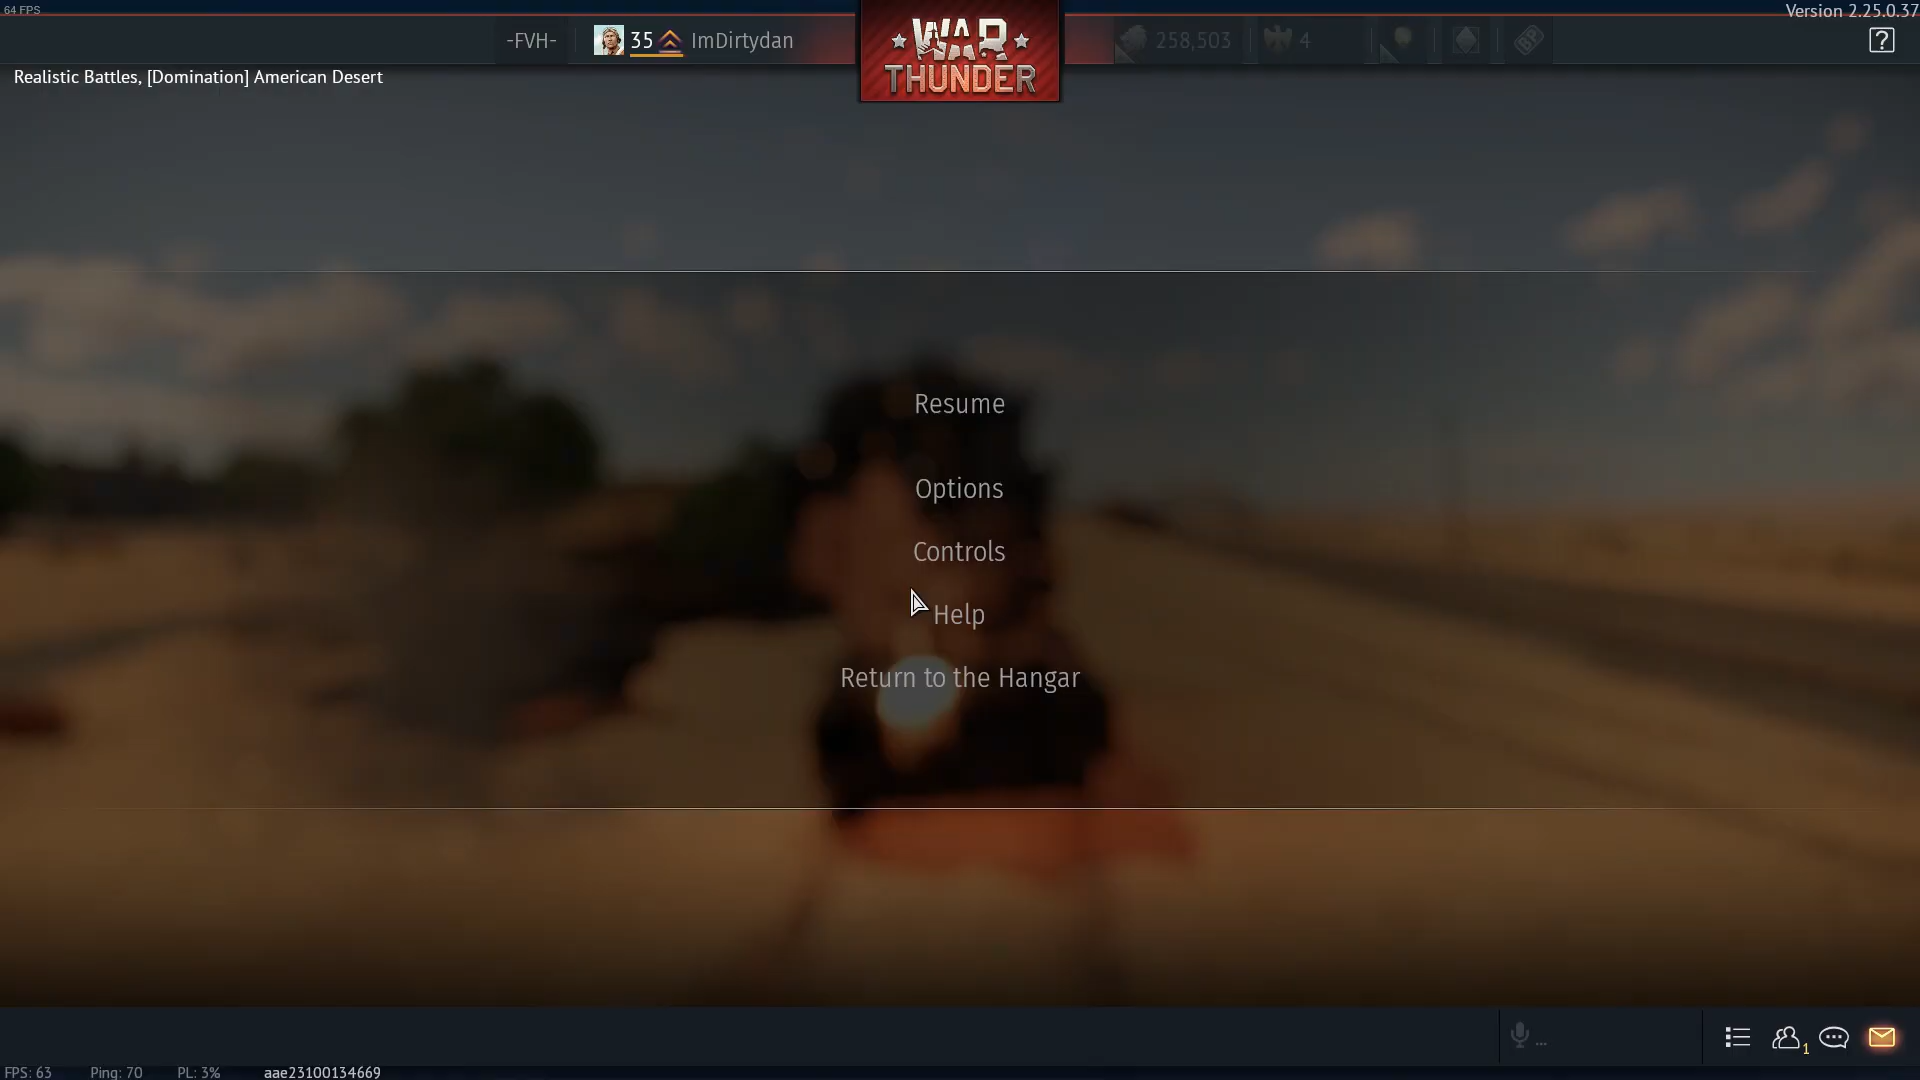 64 FPS
Version 2.25.0.37
-FVH-
35
ImDirtydan
WAR
THUNDER
258,503
4
BP
?
Realistic Battles, [Domination] American Desert
Resume
Options
Controls
Help
Return to the Hangar
...
1
FPS: 63
Ping: 70
PL: 3%
aae23100134669